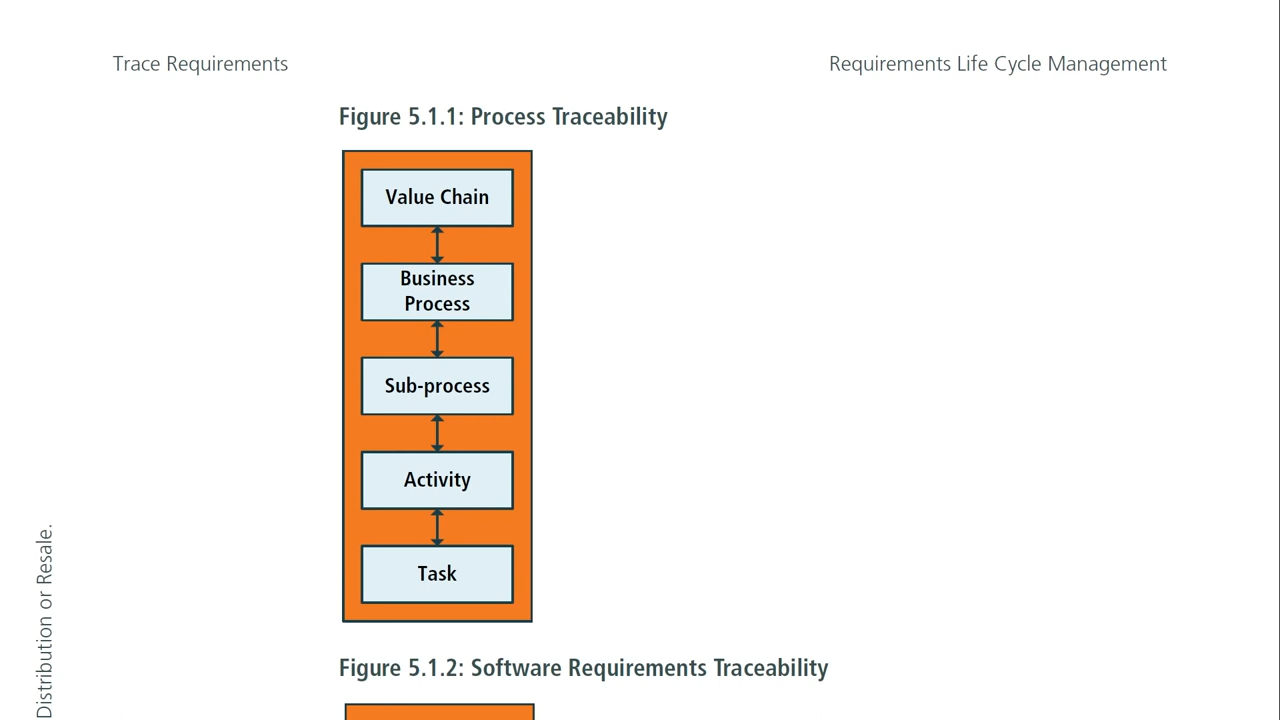 Trace Requirements
Requirements Life Cycle Management
Figure 5.1.1: Process Traceability
Value Chain
Business
Process
Sub-process
Activity
Task
Distribution or Resale.
Figure 5.1.2: Software Requirements Traceability